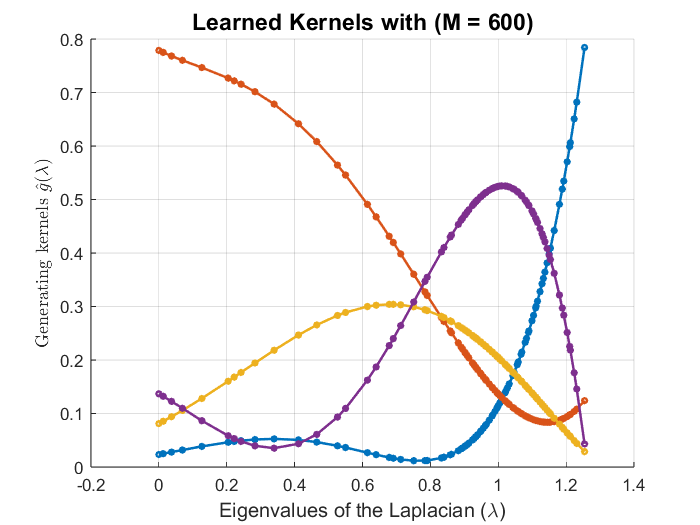 Learned Kernels with (M = 600)
Generating kernels ĝ(λ)
0.8
0.7
0.6
0.5
0.4
0.3
0.2
0.1
0
-0.2 0 0.2 0.4 0.6 0.8 1 1.2 1.4
Eigenvalues of the Laplacian (λ)